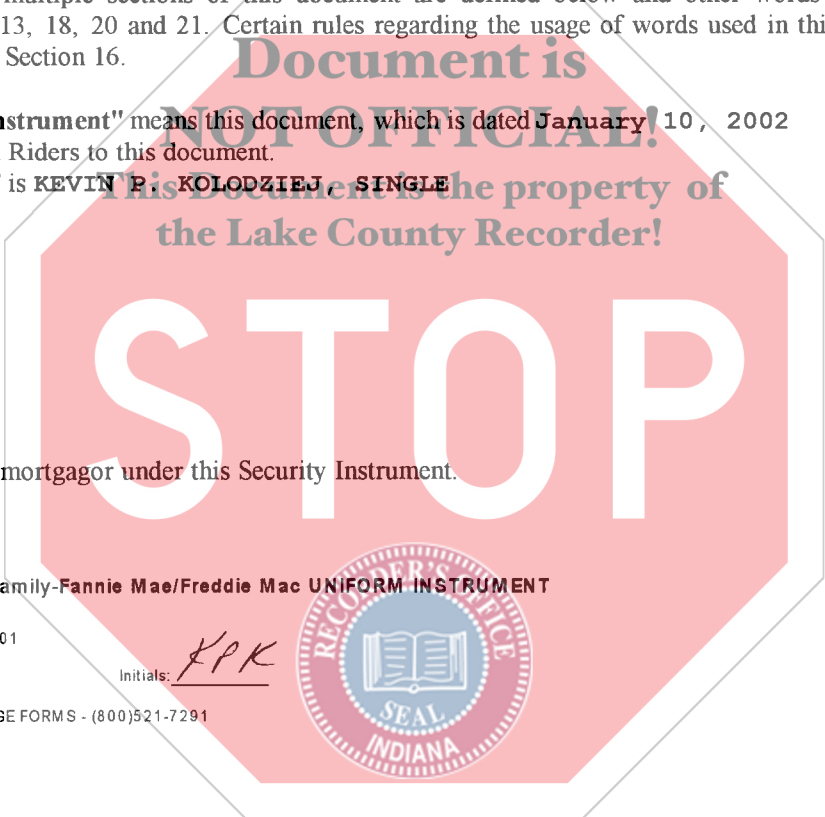 multiple sections of this document are defined below and other words
13, 18, 20 and 21. Certain rules regarding the usage of words used in thi
Section 16.
Document is
nstrument" means this document, which is dated January 10, 2002
NOT OFFICIAL!
Riders to this document.
is KEVIN P. KOLODZIEJ, SINGLE
This Document is the property of
the Lake County Recorder!
STOP
mortgagor under this Security Instrument.
amily-Fannie Mae/Freddie Mac UNIFORM INSTRUMENT
01
Initials: KPK
GE FORMS - (800)521-7291
RECORDER'S OFFICE
SEAL
INDIANA